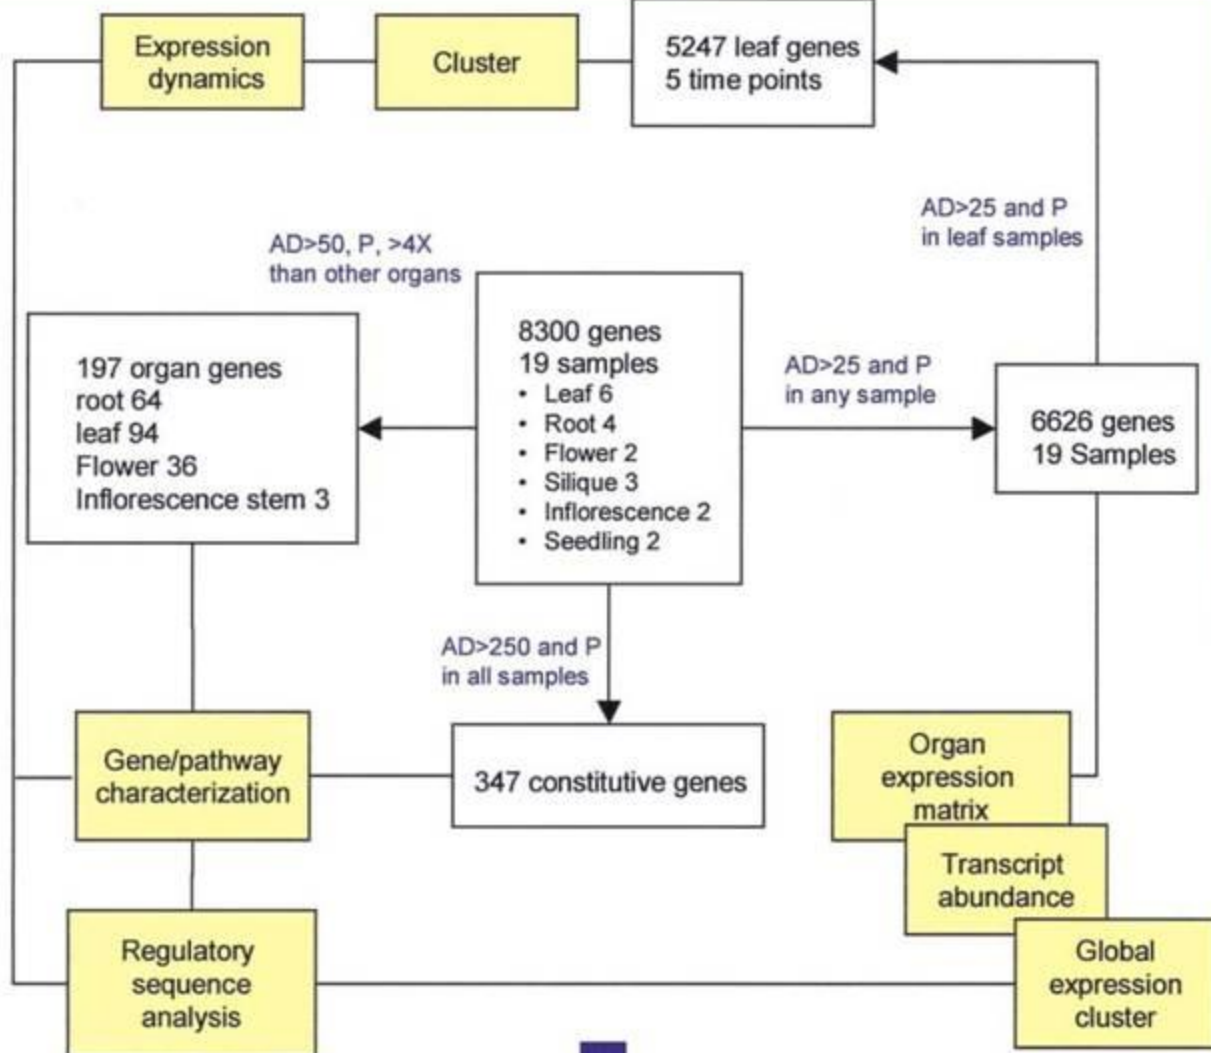 Expression
dynamics
Cluster
5247 leaf genes
5 time points
AD>25 and P
in leaf samples
AD>50, P, >4X
than other organs
197 organ genes
root 64
leaf 94
Flower 36
Inflorescence stem 3
8300 genes
19 samples
• Leaf 6
• Root 4
• Flower 2
• Silique 3
• Inflorescence 2
• Seedling 2
AD>25 and P
in any sample
6626 genes
19 Samples
AD>250 and P
in all samples
Gene/pathway
characterization
347 constitutive genes
Organ
expression
matrix
Transcript
abundance
Regulatory
sequence
analysis
Global
expression
cluster